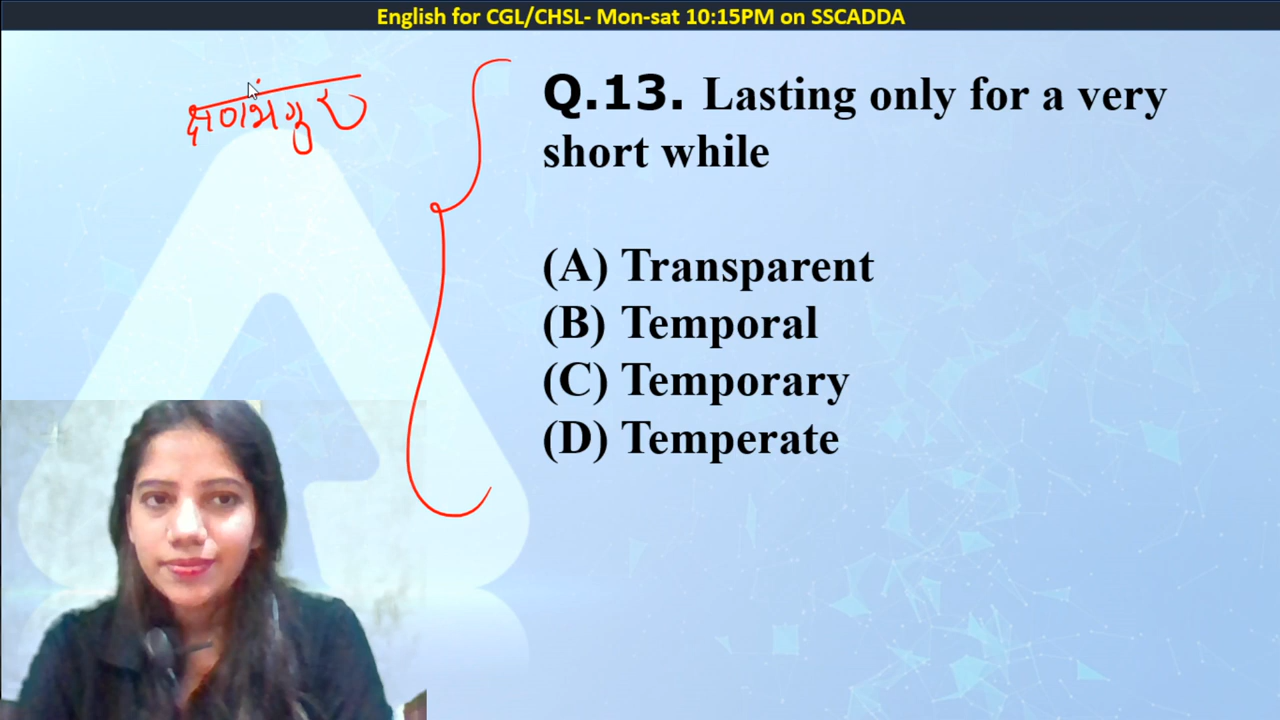 English for CGL/CHSL- Mon-sat 10:15PM on SSCADDA
क्षणभंगुर
Q.13. Lasting only for a very
short while
(A) Transparent
(B) Temporal
(C) Temporary
(D) Temperate